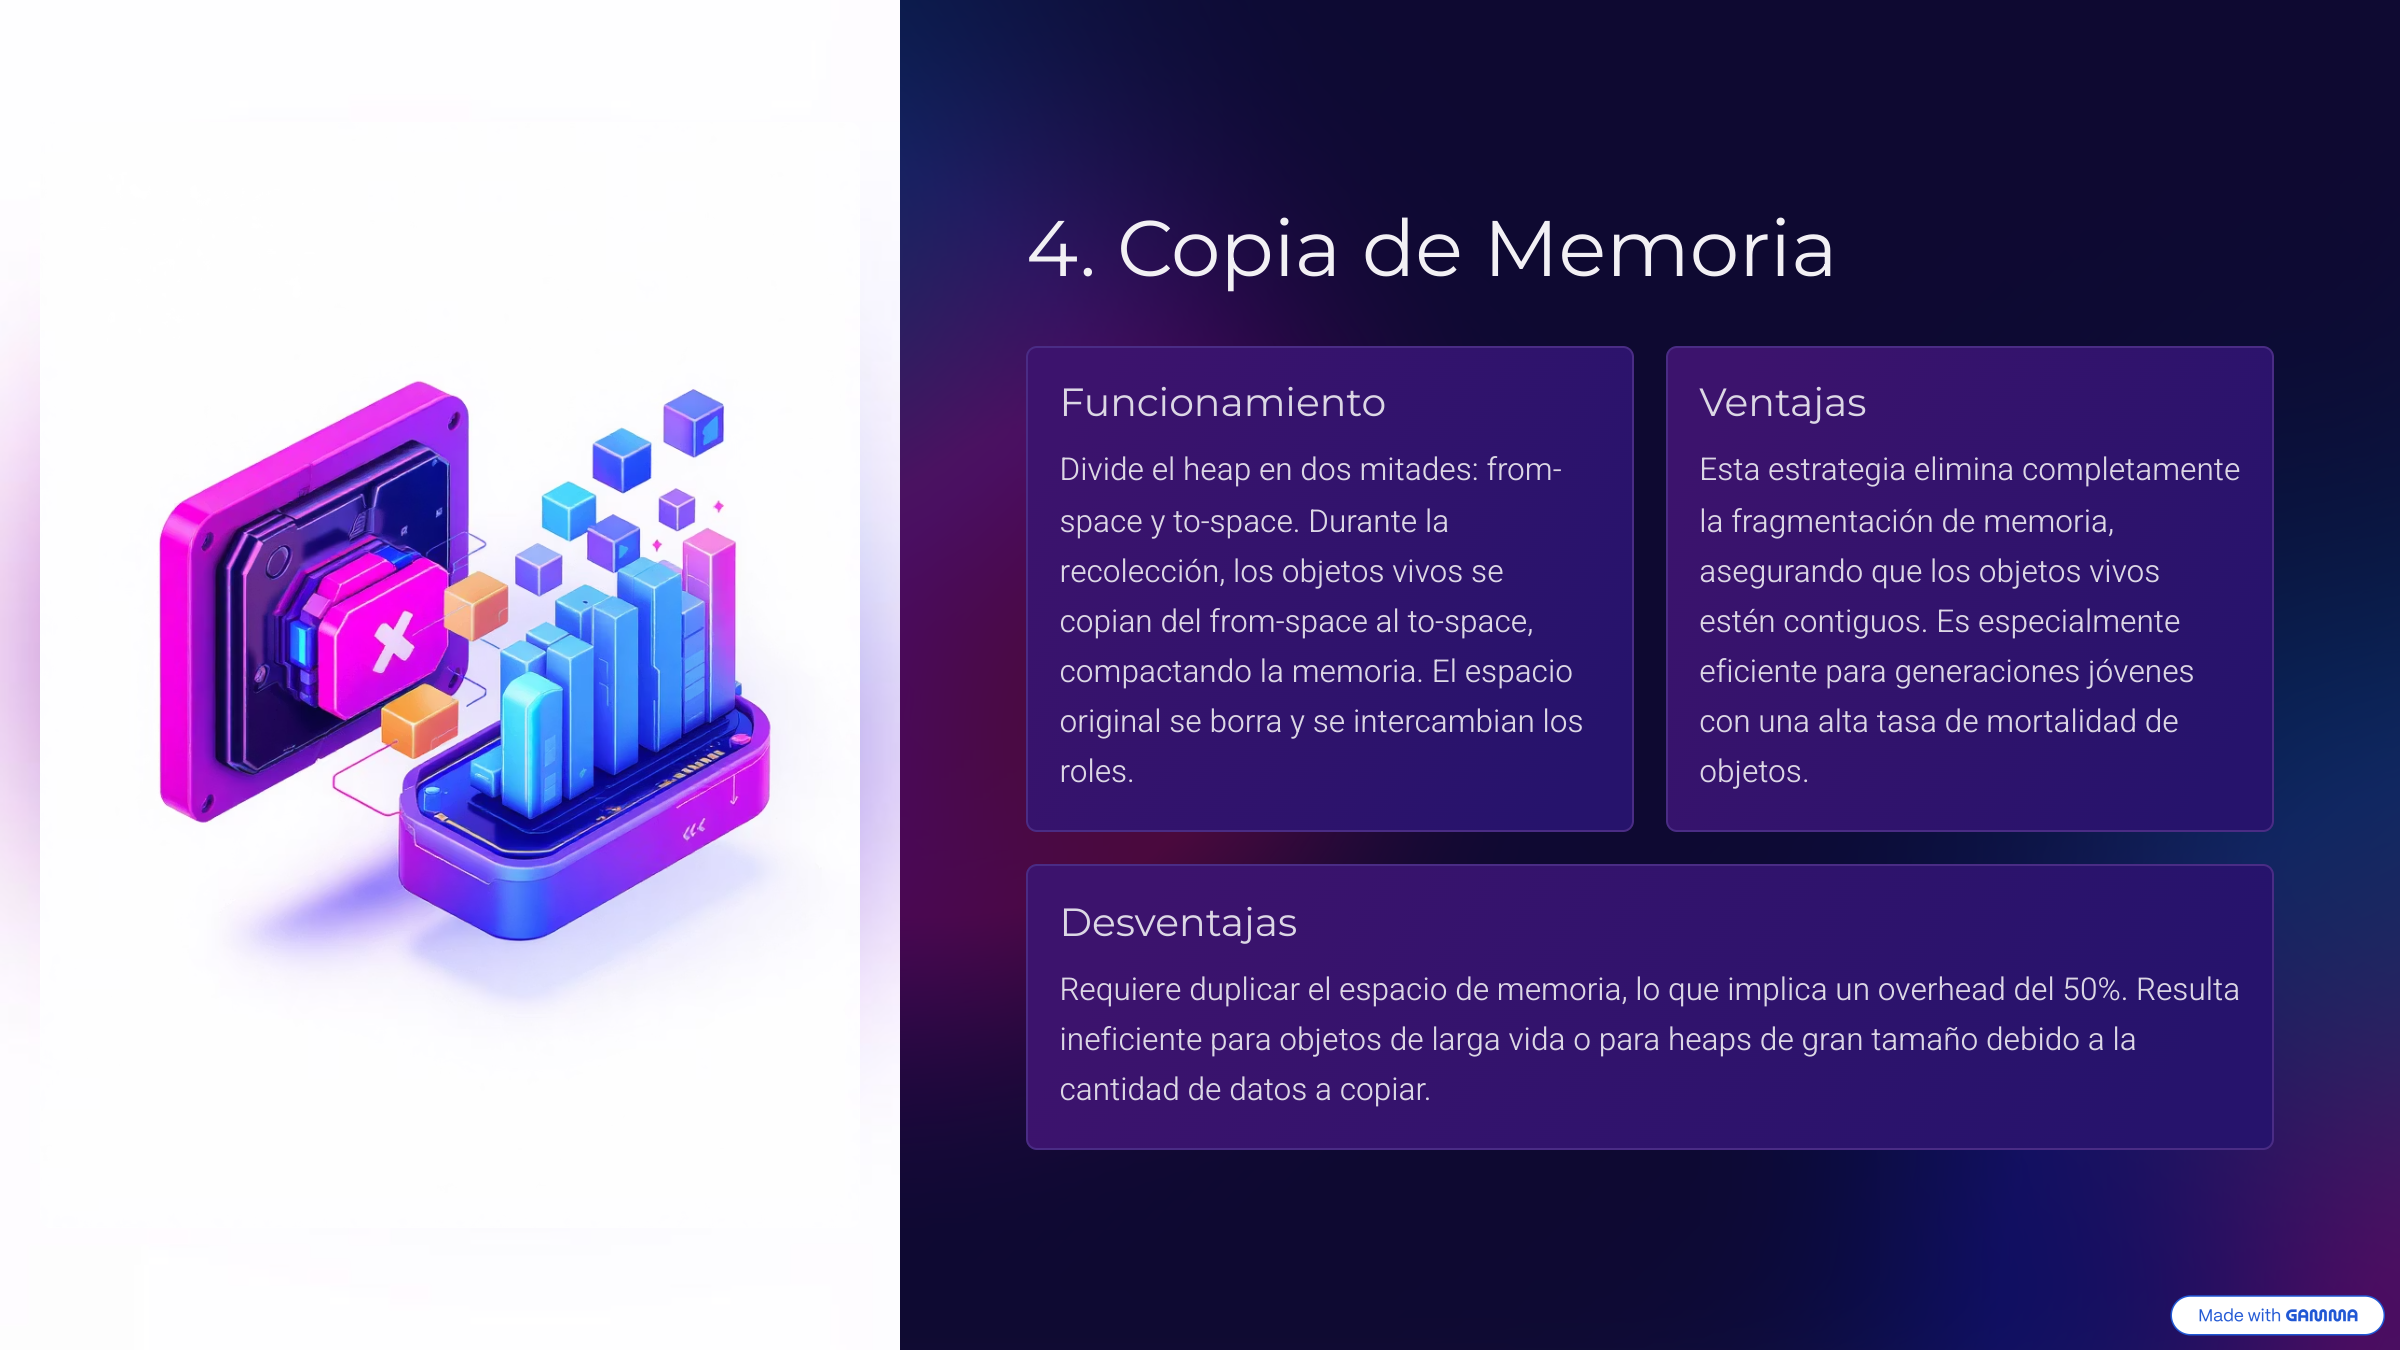 4. Copia de Memoria
Funcionamiento
Divide el heap en dos mitades: from-
space y to-space. Durante la
recolección, los objetos vivos se
copian del from-space al to-space,
compactando la memoria. El espacio
original se borra y se intercambian los
roles.
Ventajas
Esta estrategia elimina completamente
la fragmentación de memoria,
asegurando que los objetos vivos
estén contiguos. Es especialmente
eficiente para generaciones jóvenes
con una alta tasa de mortalidad de
objetos.
Desventajas
Requiere duplicar el espacio de memoria, lo que implica un overhead del 50%. Resulta
ineficiente para objetos de larga vida o para heaps de gran tamaño debido a la
cantidad de datos a copiar.
Made with GAMMA